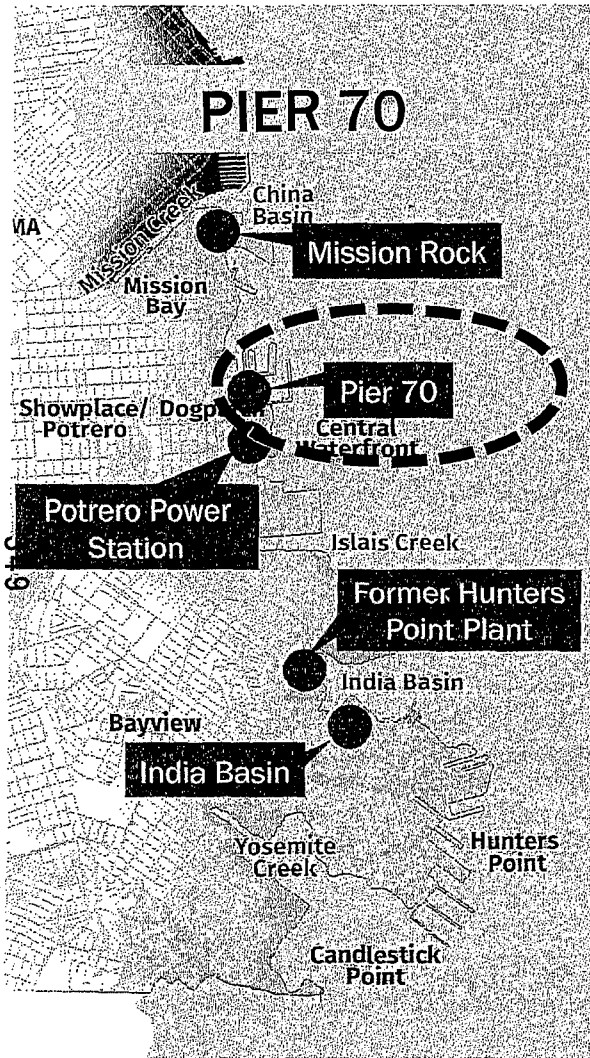 PIER 70
China
Basin
MA
Mission Creek
Mission Rock
Mission
Bay
Pier 70
Showplace/
Potrero
Central
Waterfront
Potrero Power
Station
Islais Creek
Former Hunters
Point Plant
India Basin
Bayview
India Basin
Yosemite
Creek
Hunters
Point
Candlestick
Point